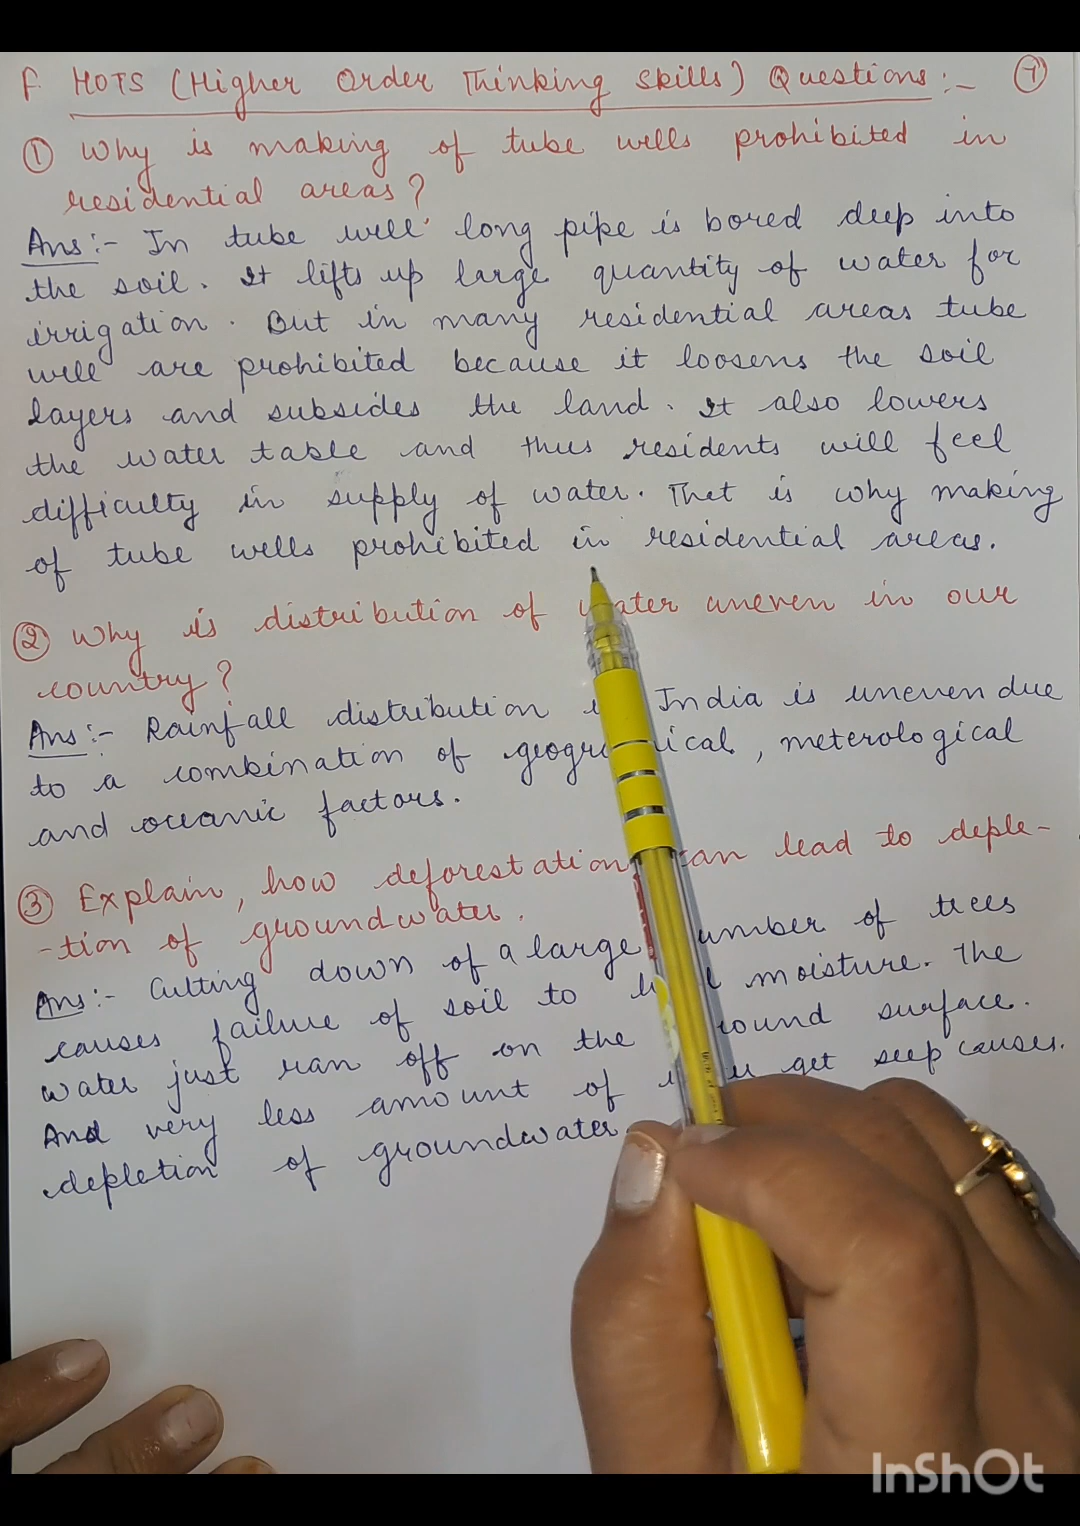 F HOTS (Higher Order Thinking Skills) Questions:- 7
① Why is making of tube wells prohibited in
residential areas?
Ans:- In tube well long pipe is bored deep into
the soil. It lifts up large quantity of water for
irrigation. But in many residential areas tube
well are prohibited because it loosens the soil
layers and subsides the land. It also lowers
the water table and thus residents will feel
difficulty in supply of water. That is why making
of tube wells prohibited in residential areas.
② Why is distribution of water uneven in our
country?
Ans:- Rainfall distribution India is uneven due
to a combination of ical, meterological
and oceanic factors.
③ Explain, how deforestation can lead to deple-
-tion of groundwater.
Ans:- Cutting down of a large number of trees
causes failure of soil to moisture. The
water just ran off on the round surface.
And very less amount of get seep causes.
depletion of groundwater.
InShOt